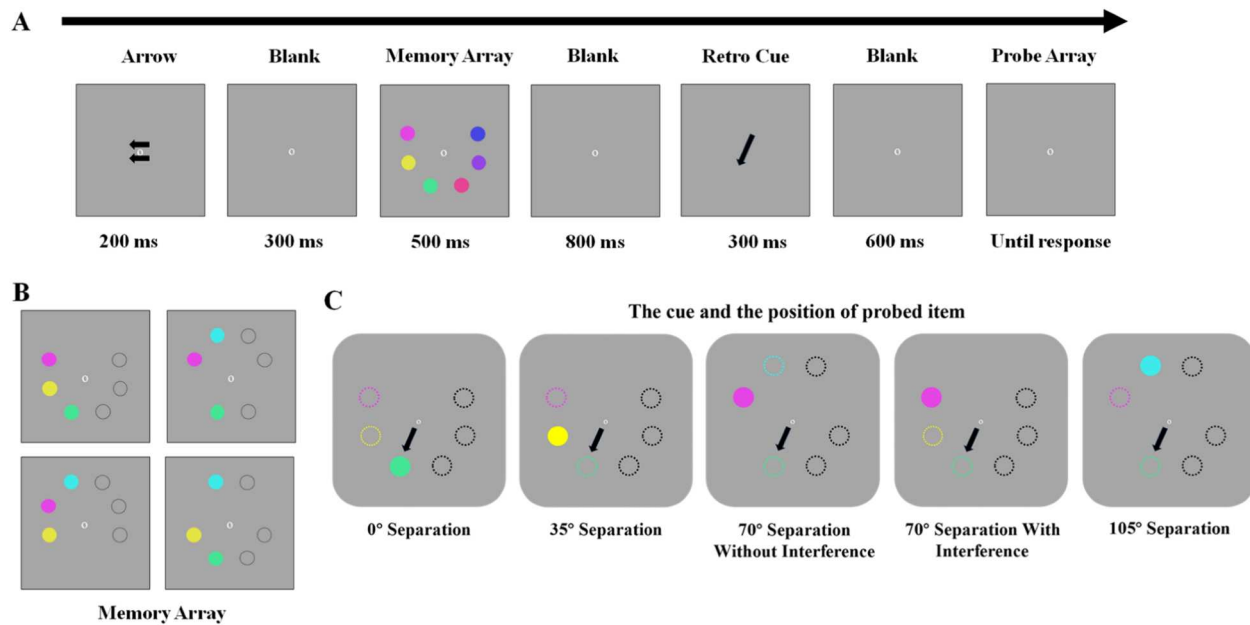 A
Arrow Blank Memory Array Blank Retro Cue Blank Probe Array
200 ms 300 ms 500 ms 800 ms 300 ms 600 ms Until response
B
Memory Array
C
The cue and the position of probed item
0° Separation
35° Separation
70° Separation
Without Interference
70° Separation With
Interference
105° Separation